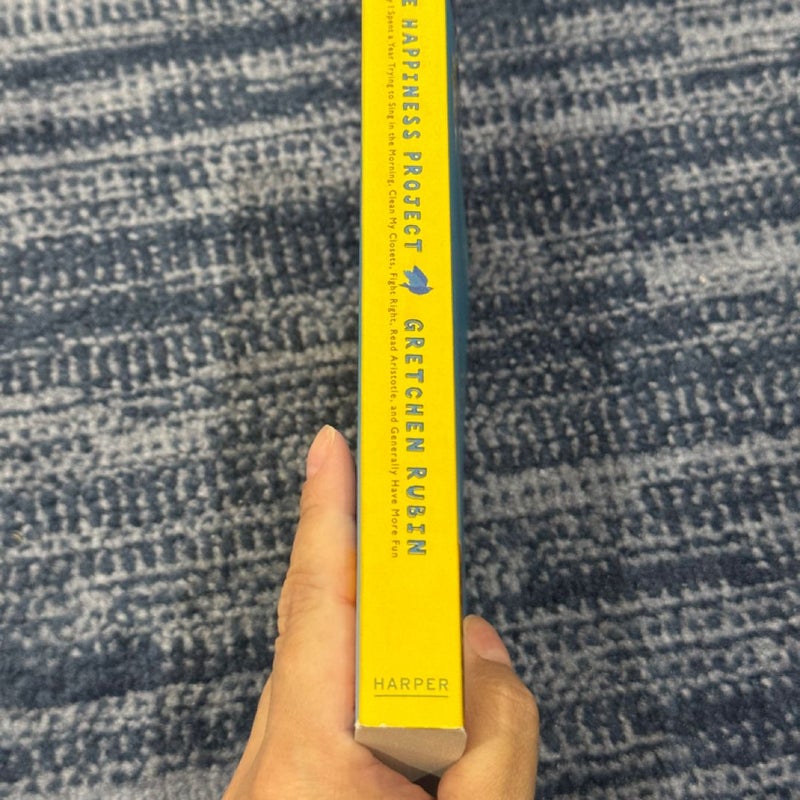 E HAPPINESS PROJECT GRETCHEN RUBIN
y I Spent a Year Trying to Sing in the Morning, Clean My Closets, Fight Right, Read Aristotle, and Generally Have More Fun
HARPER